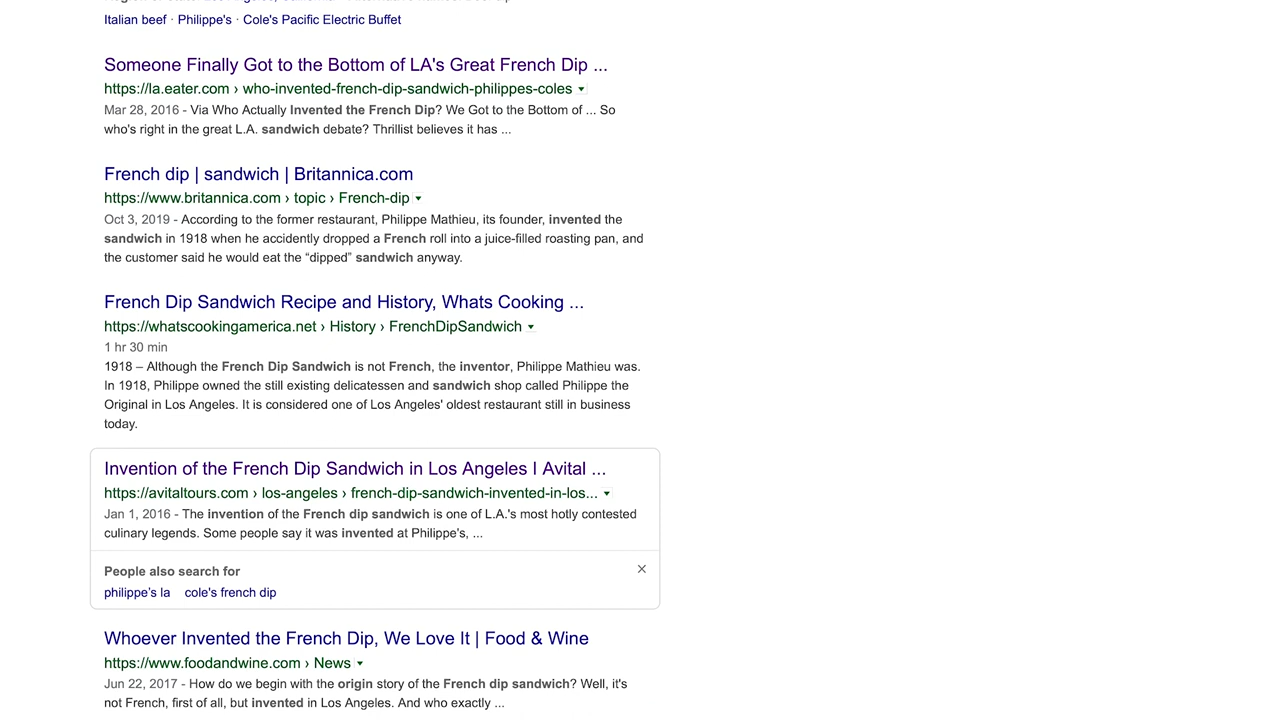 Italian beef · Philippe's · Cole's Pacific Electric Buffet
Someone Finally Got to the Bottom of LA's Great French Dip ...
https://la.eater.com › who-invented-french-dip-sandwich-philippes-coles
Mar 28, 2016 - Via Who Actually Invented the French Dip? We Got to the Bottom of ... So
who's right in the great L.A. sandwich debate? Thrillist believes it has ...
French dip | sandwich | Britannica.com
https://www.britannica.com › topic › French-dip
Oct 3, 2019 - According to the former restaurant, Philippe Mathieu, its founder, invented the
sandwich in 1918 when he accidently dropped a French roll into a juice-filled roasting pan, and
the customer said he would eat the “dipped” sandwich anyway.
French Dip Sandwich Recipe and History, Whats Cooking ...
https://whatscookingamerica.net › History › FrenchDipSandwich
1 hr 30 min
1918 – Although the French Dip Sandwich is not French, the inventor, Philippe Mathieu was.
In 1918, Philippe owned the still existing delicatessen and sandwich shop called Philippe the
Original in Los Angeles. It is considered one of Los Angeles' oldest restaurant still in business
today.
Invention of the French Dip Sandwich in Los Angeles I Avital ...
https://avitaltours.com › los-angeles › french-dip-sandwich-invented-in-los...
Jan 1, 2016 - The invention of the French dip sandwich is one of L.A.'s most hotly contested
culinary legends. Some people say it was invented at Philippe's, ...
People also search for
philippe's la cole's french dip
Whoever Invented the French Dip, We Love It | Food & Wine
https://www.foodandwine.com › News
Jun 22, 2017 - How do we begin with the origin story of the French dip sandwich? Well, it's
not French, first of all, but invented in Los Angeles. And who exactly ...